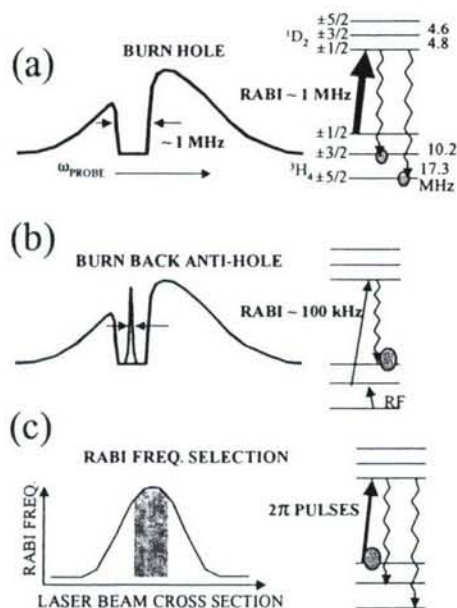 (a)
BURN HOLE
~ 1 MHz
ωPROBE
¹D₂
±5/2
±3/2
±1/2
4.6
4.8
RABI ~ 1 MHz
±1/2
±3/2
³H₄ ±5/2
10.2
17.3
MHz
(b)
BURN BACK ANTI-HOLE
RABI ~ 100 kHz
RF
(c)
RABI FREQ. SELECTION
RABI FREQ.
LASER BEAM CROSS SECTION
2π PULSES